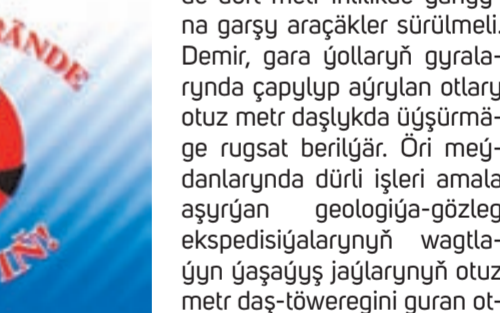 RÄNDE
IŇ!
na garşy araçäkler sürülmeli.
Demir, gara ýollaryň gyrala-
rynda çapylyp aýrylan otlary
otuz metr daşlykda üýşürmä-
ge rugsat berilýär. Öri meý-
danlarynda dürli işleri amala
aşyrýan geologiýa-gözleg
ekspedisiýalarynyň wagtla-
ýyn ýaşaýyş jaýlarynyň otuz
metr daş-töweregini guran ot-